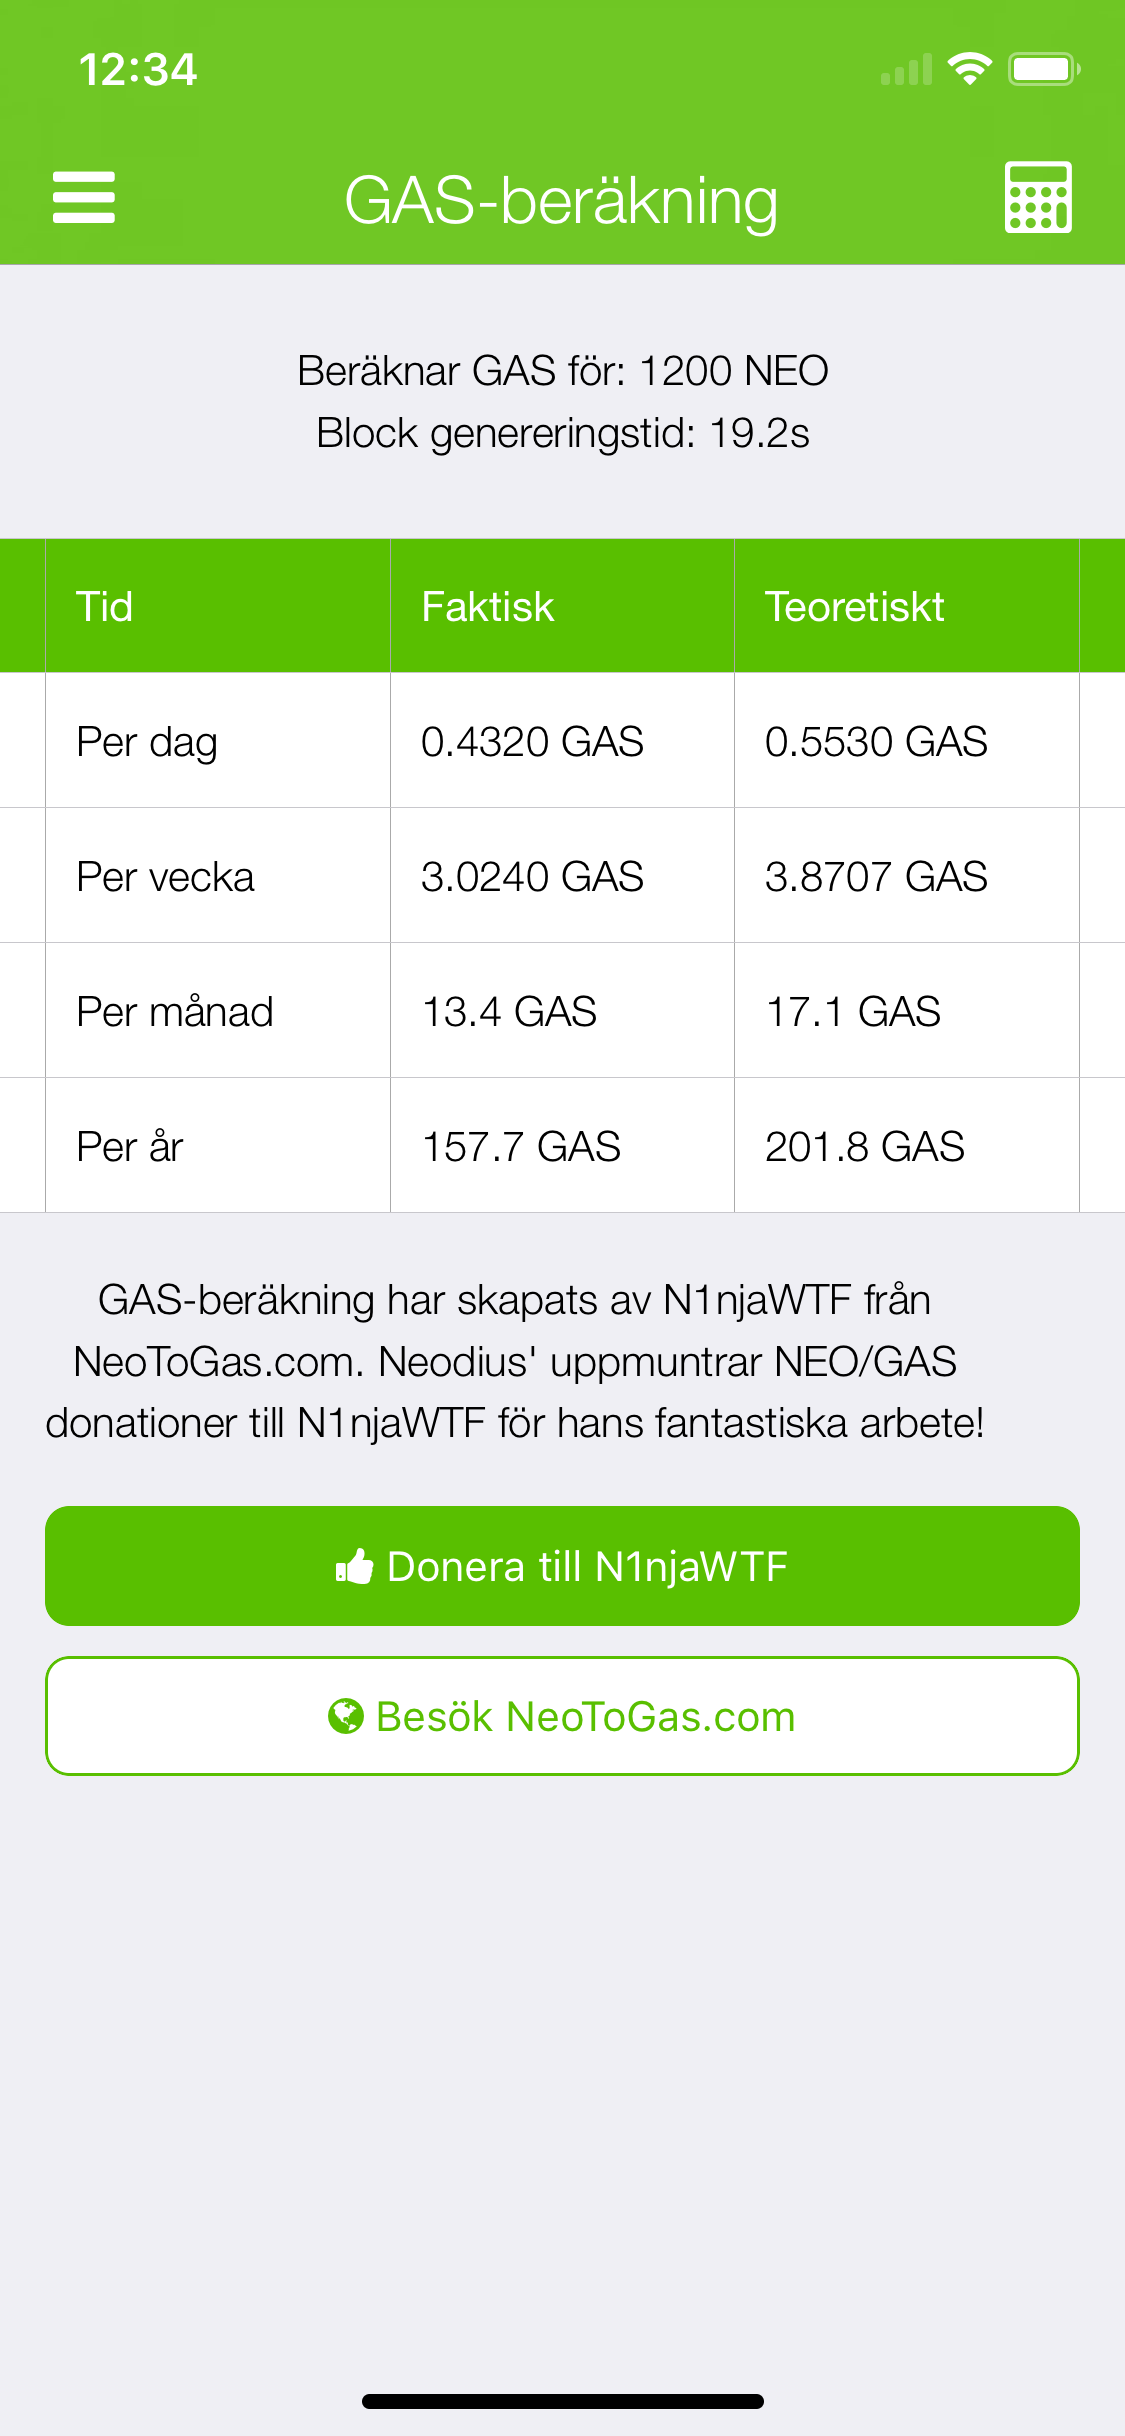 12:34
GAS-beräkning
Beräknar GAS för: 1200 NEO
Block genereringstid: 19.2s
Tid Faktisk Teoretiskt
Per dag 0.4320 GAS 0.5530 GAS
Per vecka 3.0240 GAS 3.8707 GAS
Per månad 13.4 GAS 17.1 GAS
Per år 157.7 GAS 201.8 GAS
GAS-beräkning har skapats av N1njaWTF från
NeoToGas.com. Neodius' uppmuntrar NEO/GAS
donationer till N1njaWTF för hans fantastiska arbete!
Donera till N1njaWTF
Besök NeoToGas.com